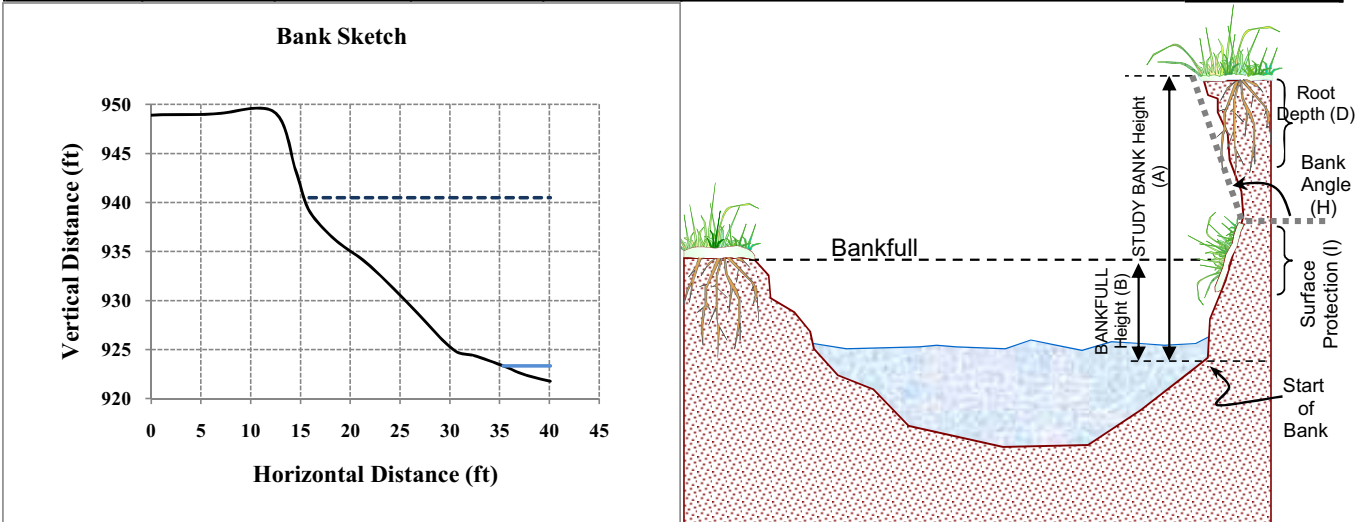 Bank Sketch
Vertical Distance (ft)
950
945
940
935
930
925
920
0 5 10 15 20 25 30 35 40 45
Horizontal Distance (ft)
Bankfull
STUDY BANK Height
(A)
BANKFULL
Height (B)
Root
Depth (D)
Bank
Angle
(H)
Surface
Protection (I)
Start
of
Bank